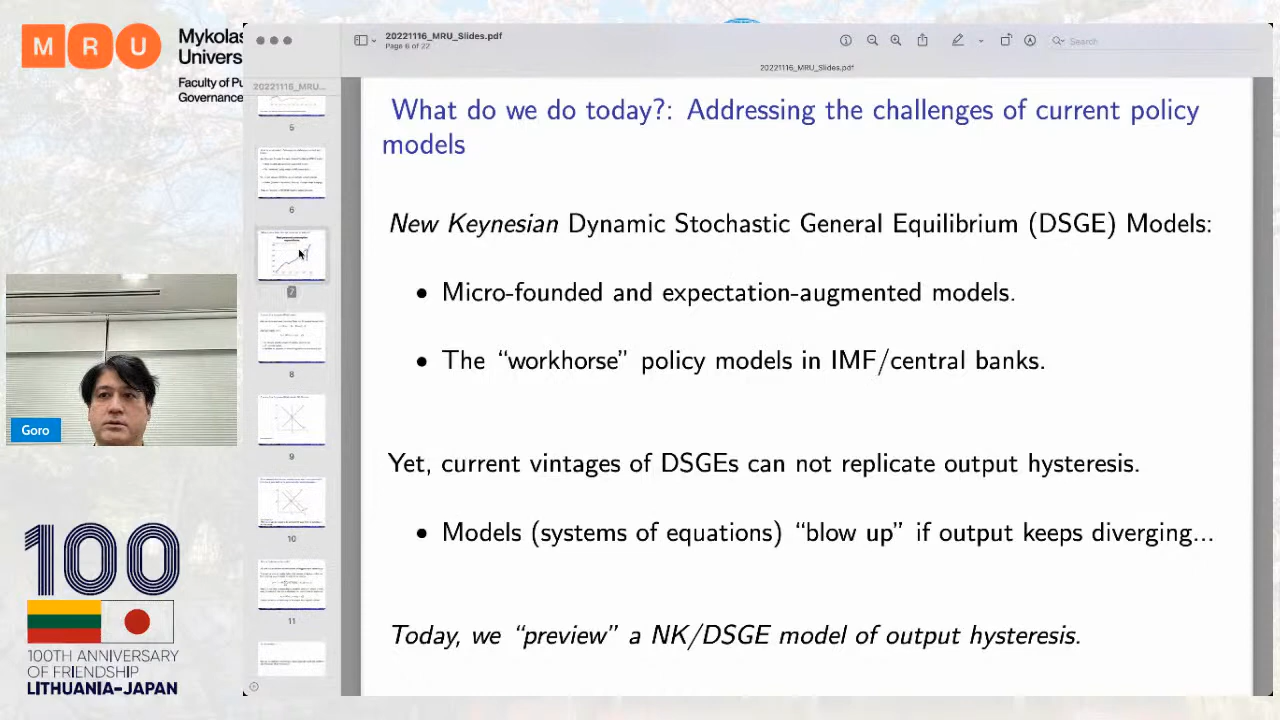 MRU
Mykolas
Univers
Faculty of Pu
Governance
20221116_MRU_Slides.pdf
Page 6 of 22
Search
20221116_MRU...
20221116_MRU_Slides.pdf
5
6
7
8
9
10
11
What do we do today?: Addressing the challenges of current policy
models
New Keynesian Dynamic Stochastic General Equilibrium (DSGE) Models:
• Micro-founded and expectation-augmented models.
• The “workhorse” policy models in IMF/central banks.
Yet, current vintages of DSGEs can not replicate output hysteresis.
• Models (systems of equations) “blow up” if output keeps diverging...
Today, we “preview” a NK/DSGE model of output hysteresis.
Goro
100
100TH ANNIVERSARY
OF FRIENDSHIP
LITHUANIA-JAPAN